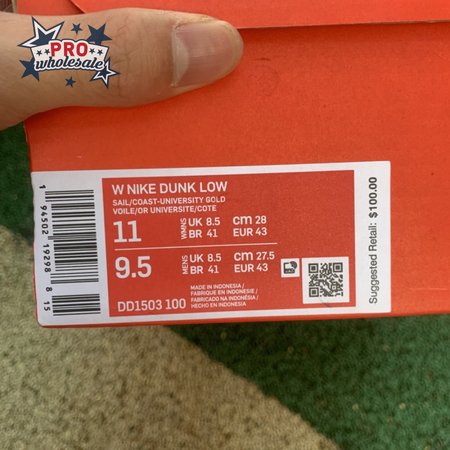 PRO
wholesale
W NIKE DUNK LOW
SAIL/COAST-UNIVERSITY GOLD
VOILE/OR UNIVERSITE/COTE
11 WMNS UK 8.5 cm 28
BR 41 EUR 43
9.5 MENS UK 8.5 cm 27.5
BR 41 EUR 43
DD1503 100
MADE IN INDONESIA /
FABRIQUE EN INDONESIE /
FABRICADO NA INDONÉSIA /
HECHO EN INDONESIA
1 94502 19298 8 15
Suggested Retail: $100.00